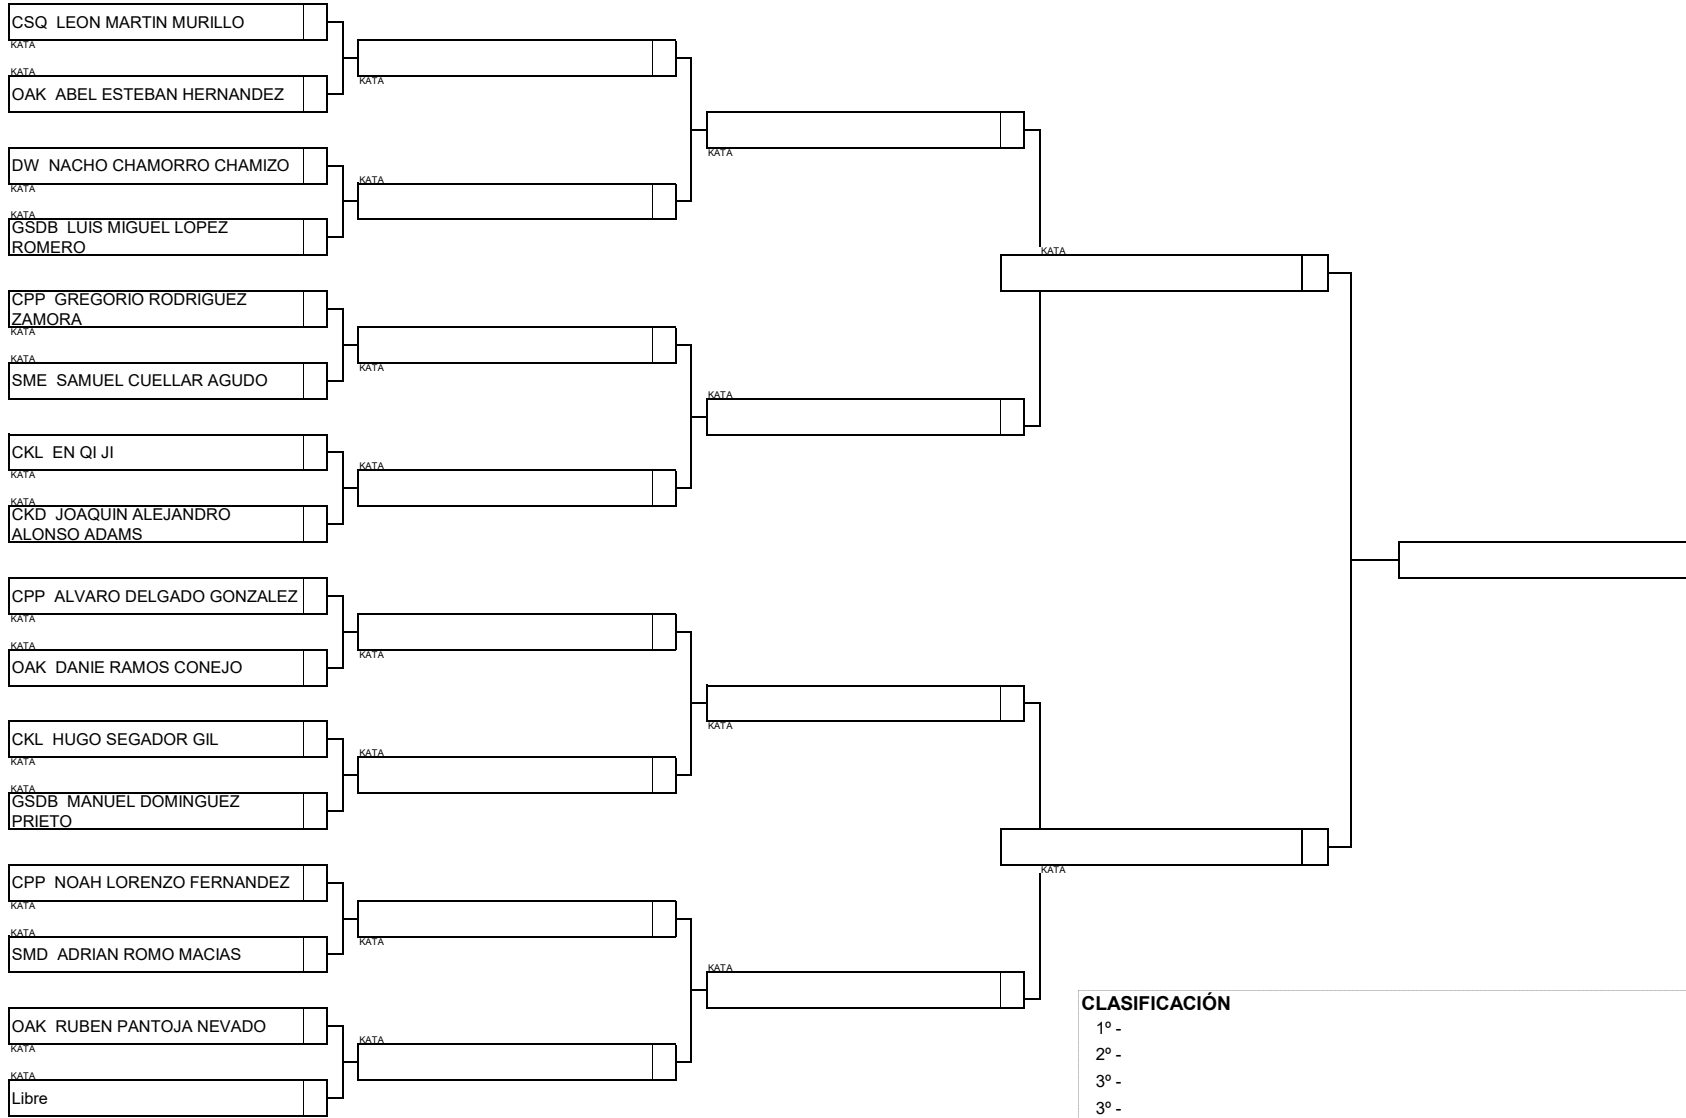 CSQ LEON MARTIN MURILLO
KATA
KATA
OAK ABEL ESTEBAN HERNANDEZ
DW NACHO CHAMORRO CHAMIZO
KATA
KATA
GSDB LUIS MIGUEL LOPEZ
ROMERO
CPP GREGORIO RODRIGUEZ
ZAMORA
KATA
KATA
SME SAMUEL CUELLAR AGUDO
CKL EN QI JI
KATA
KATA
CKD JOAQUIN ALEJANDRO
ALONSO ADAMS
CPP ALVARO DELGADO GONZALEZ
KATA
KATA
OAK DANIE RAMOS CONEJO
CKL HUGO SEGADOR GIL
KATA
KATA
GSDB MANUEL DOMINGUEZ
PRIETO
CPP NOAH LORENZO FERNANDEZ
KATA
KATA
SMD ADRIAN ROMO MACIAS
OAK RUBEN PANTOJA NEVADO
KATA
KATA
Libre
KATA
KATA
KATA
KATA
KATA
KATA
KATA
KATA
KATA
KATA
KATA
KATA
KATA
KATA
CLASIFICACIÓN
1º -
2º -
3º -
3º -